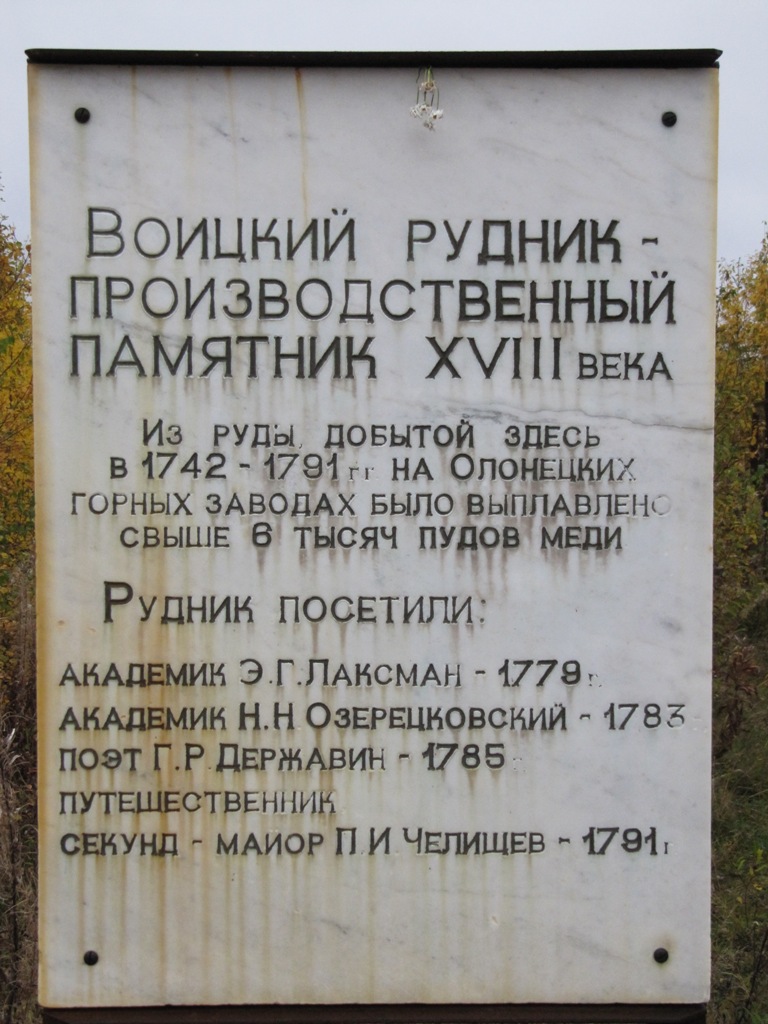 Воицкий рудник -
производственный
памятник XVIII века
Из руды, добытой здесь
в 1742 - 1791 гг. на Олонецких
горных заводах было выплавлено
свыше 6 тысяч пудов меди
Рудник посетили:
академик Э.Г. Лаксман - 1779 г.
академик Н.Н. Озерецковский - 1783
поэт Г.Р. Державин - 1785
путешественник
секунд - майор П.И. Челищев - 1791 г